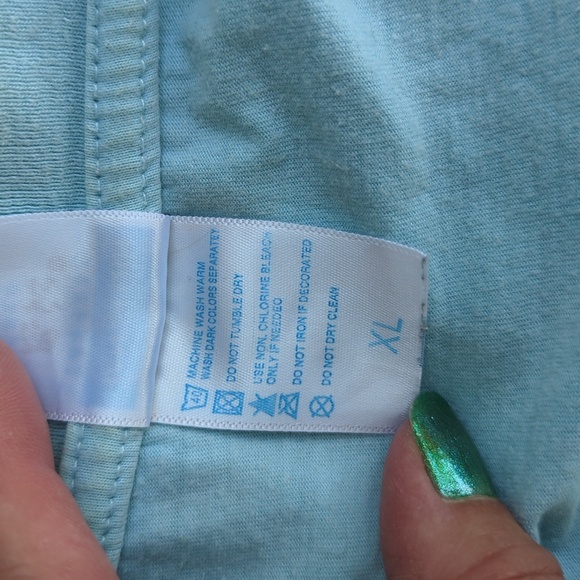 MACHINE WASH WARM
WASH DARK COLORS SEPARATEY
40
DO NOT TUMBLE DRY
USE NON, CHLORINE BLEACH
ONLY IF NEEDED
DO NOT IRON IF DECORATED
DO NOT DRY CLEAN
XL